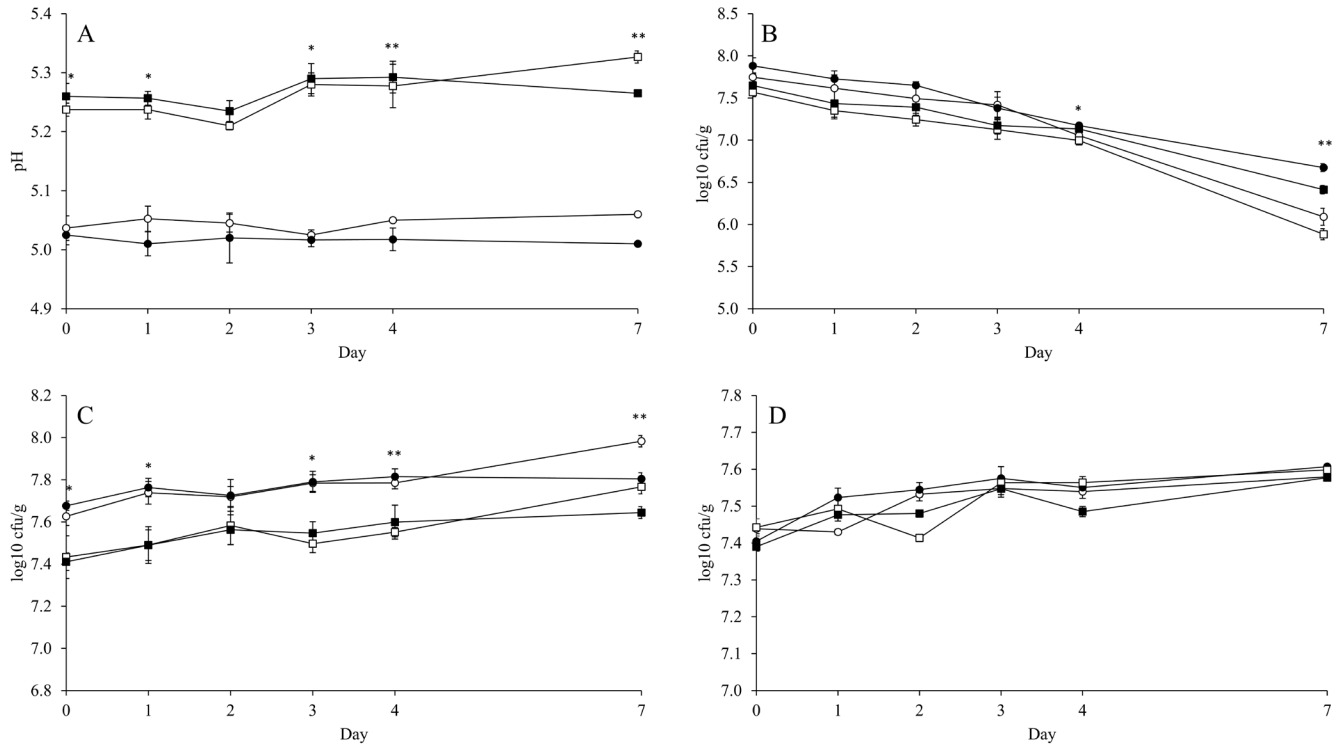 A
5.4
5.3
5.2
5.1
5.0
4.9
pH
* * * ** **
0 1 2 3 4 7
Day
B
8.5
8.0
7.5
7.0
6.5
6.0
5.5
5.0
log10 cfu/g
* **
0 1 2 3 4 7
Day
C
8.2
8.0
7.8
7.6
7.4
7.2
7.0
6.8
log10 cfu/g
* * * ** **
0 1 2 3 4 7
Day
D
7.8
7.7
7.6
7.5
7.4
7.3
7.2
7.1
7.0
log10 cfu/g
0 1 2 3 4 7
Day